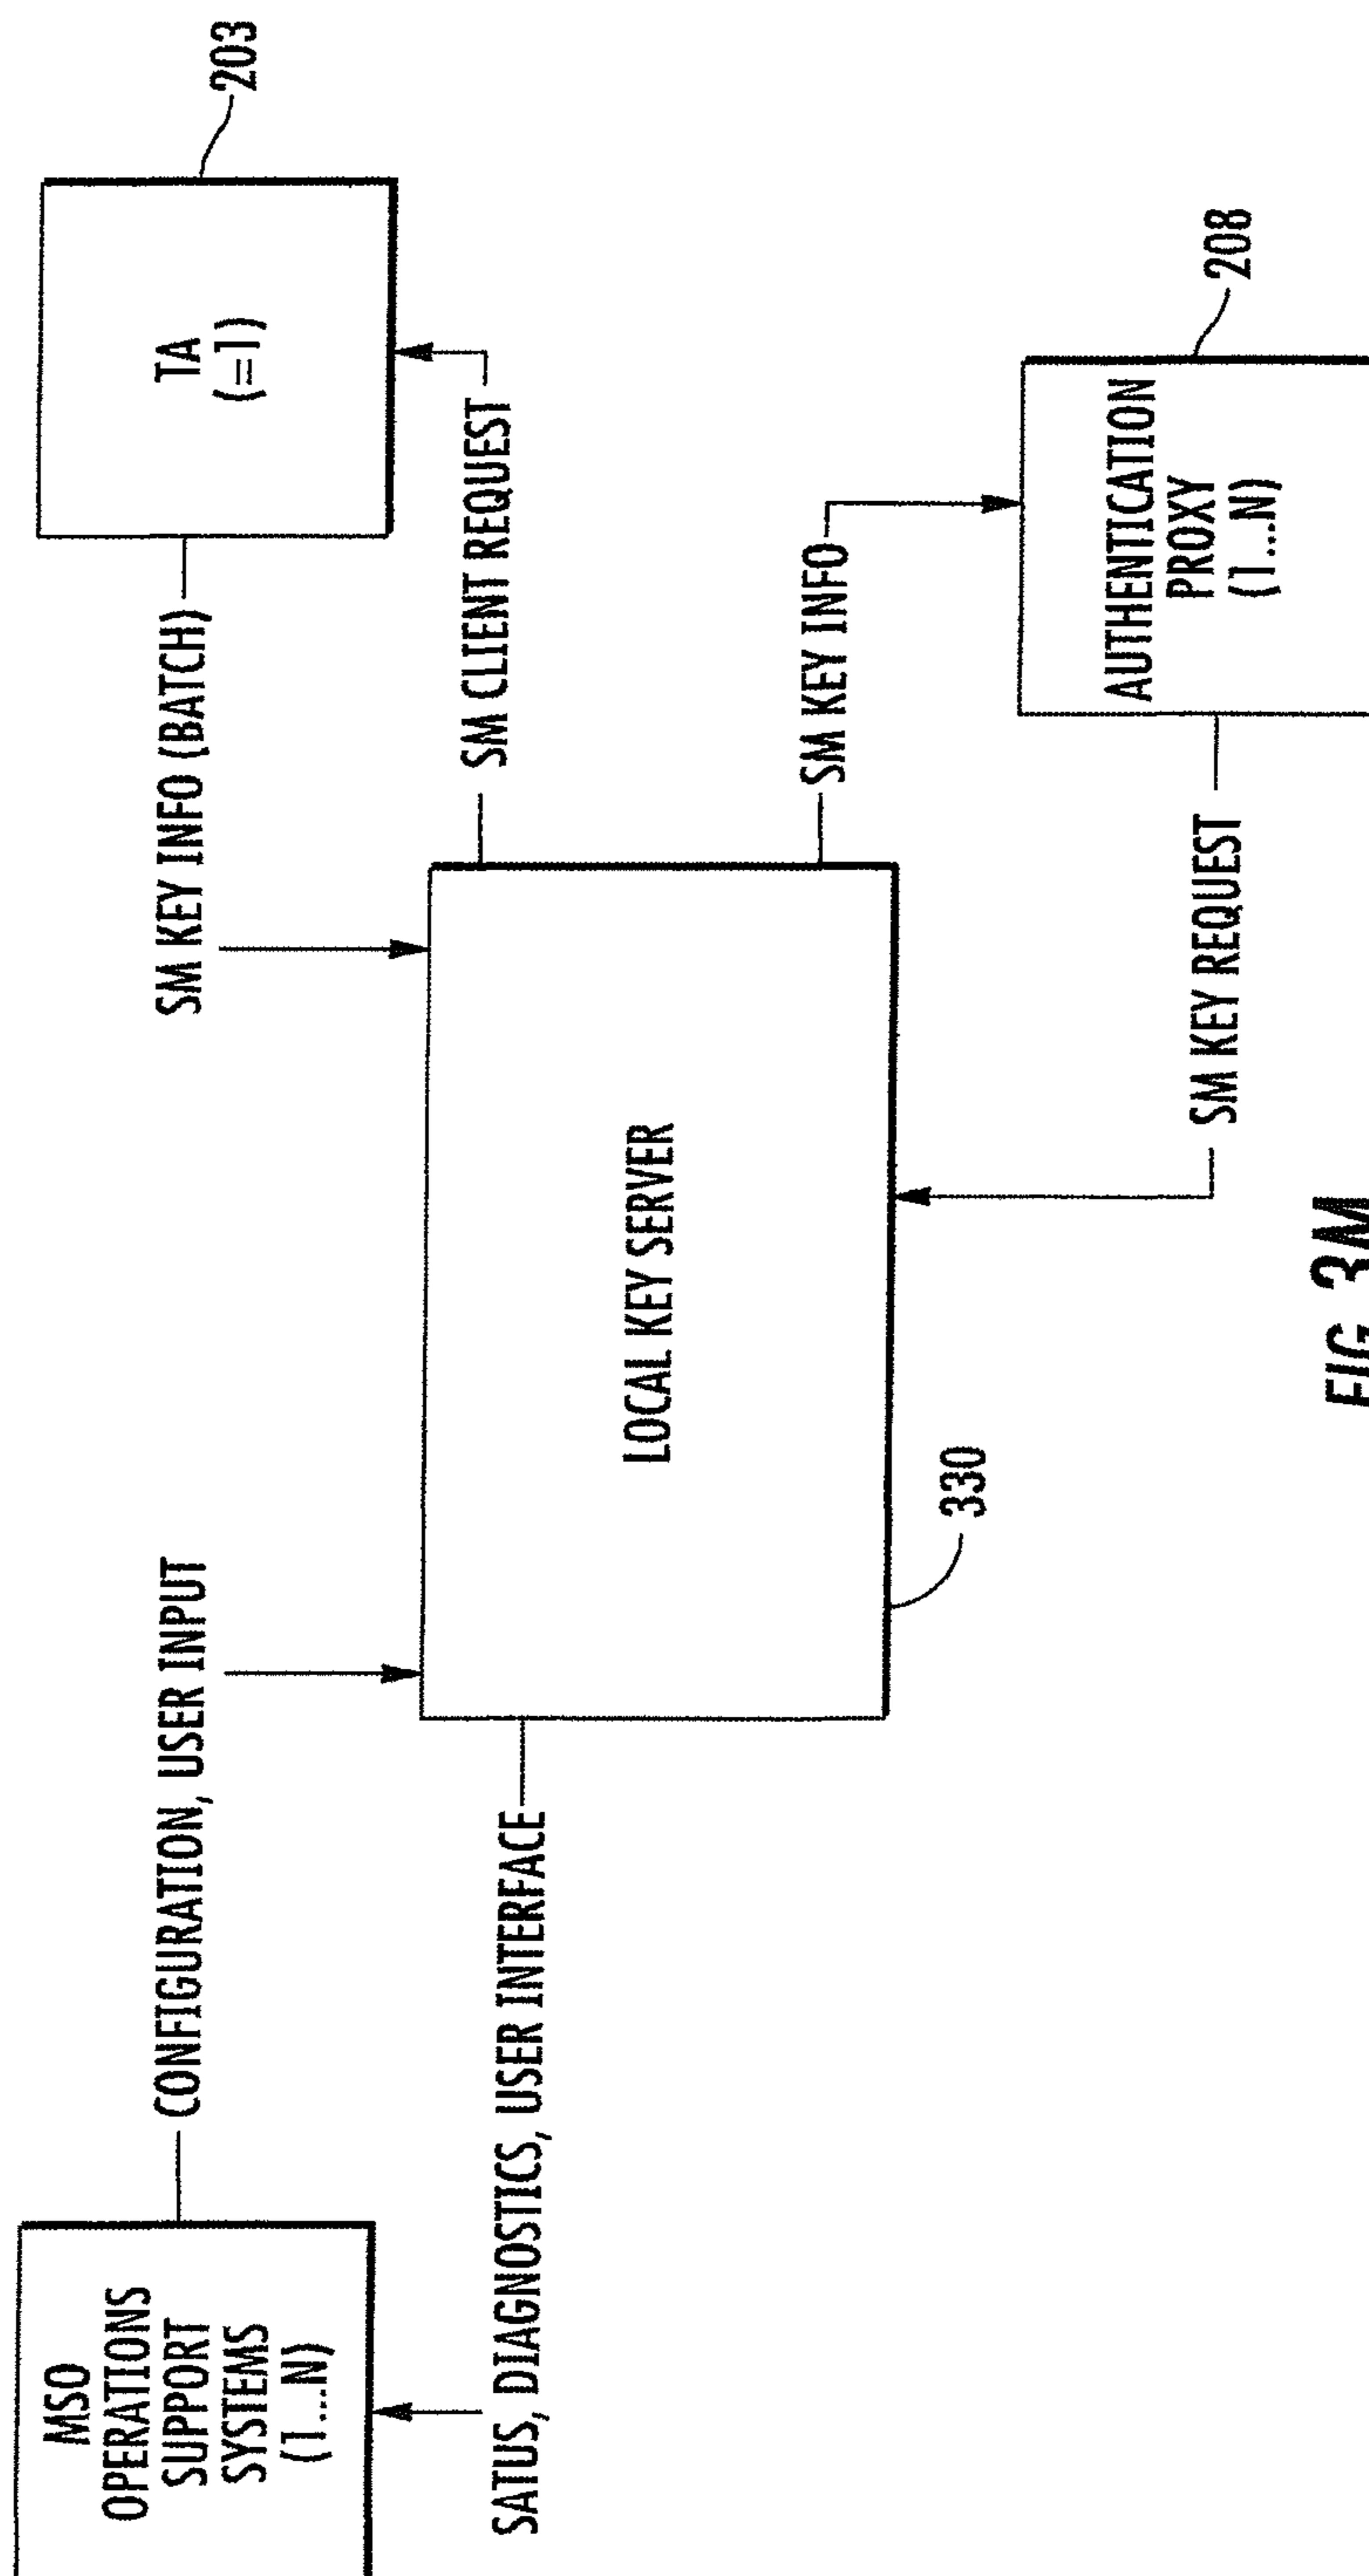 MSO
OPERATIONS
SUPPORT
SYSTEMS
(1...N)
CONFIGURATION, USER INPUT
SATUS, DIAGNOSTICS, USER INTERFACE
LOCAL KEY SERVER
330
SM KEY INFO (BATCH)
TA
(=1)
203
SM CLIENT REQUEST
SM KEY INFO
AUTHENTICATION
PROXY
(1...N)
208
SM KEY REQUEST
FIG. 3M